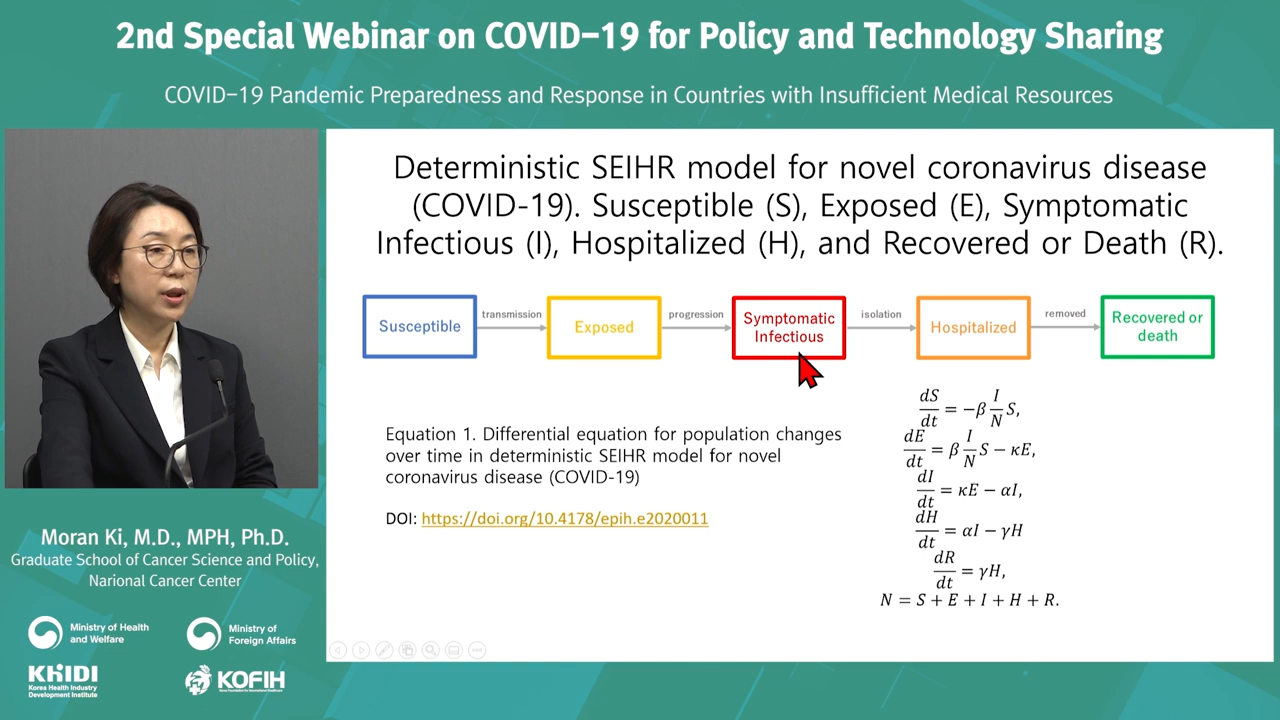 2nd Special Webinar on COVID-19 for Policy and Technology Sharing
COVID-19 Pandemic Preparedness and Response in Countries with Insufficient Medical Resources
Deterministic SEIHR model for novel coronavirus disease
(COVID-19). Susceptible (S), Exposed (E), Symptomatic
Infectious (I), Hospitalized (H), and Recovered or Death (R).
Susceptible
transmission
Exposed
progression
Symptomatic
Infectious
isolation
Hospitalized
removed
Recovered or
death
Equation 1. Differential equation for population changes
over time in deterministic SEIHR model for novel
coronavirus disease (COVID-19)
DOI: https://doi.org/10.4178/epih.e2020011
dS/dt = −β I/N S,
dE/dt = β I/N S − κE,
dI/dt = κE − αI,
dH/dt = αI − γH
dR/dt = γH,
N = S + E + I + H + R.
Moran Ki, M.D., MPH, Ph.D.
Graduate School of Cancer Science and Policy,
Narional Cancer Center
Ministry of Health
and Welfare
Ministry of
Foreign Affairs
KHIDI
Korea Health Industry
Development Institute
KOFIH
Korea Foundation for International Healthcare